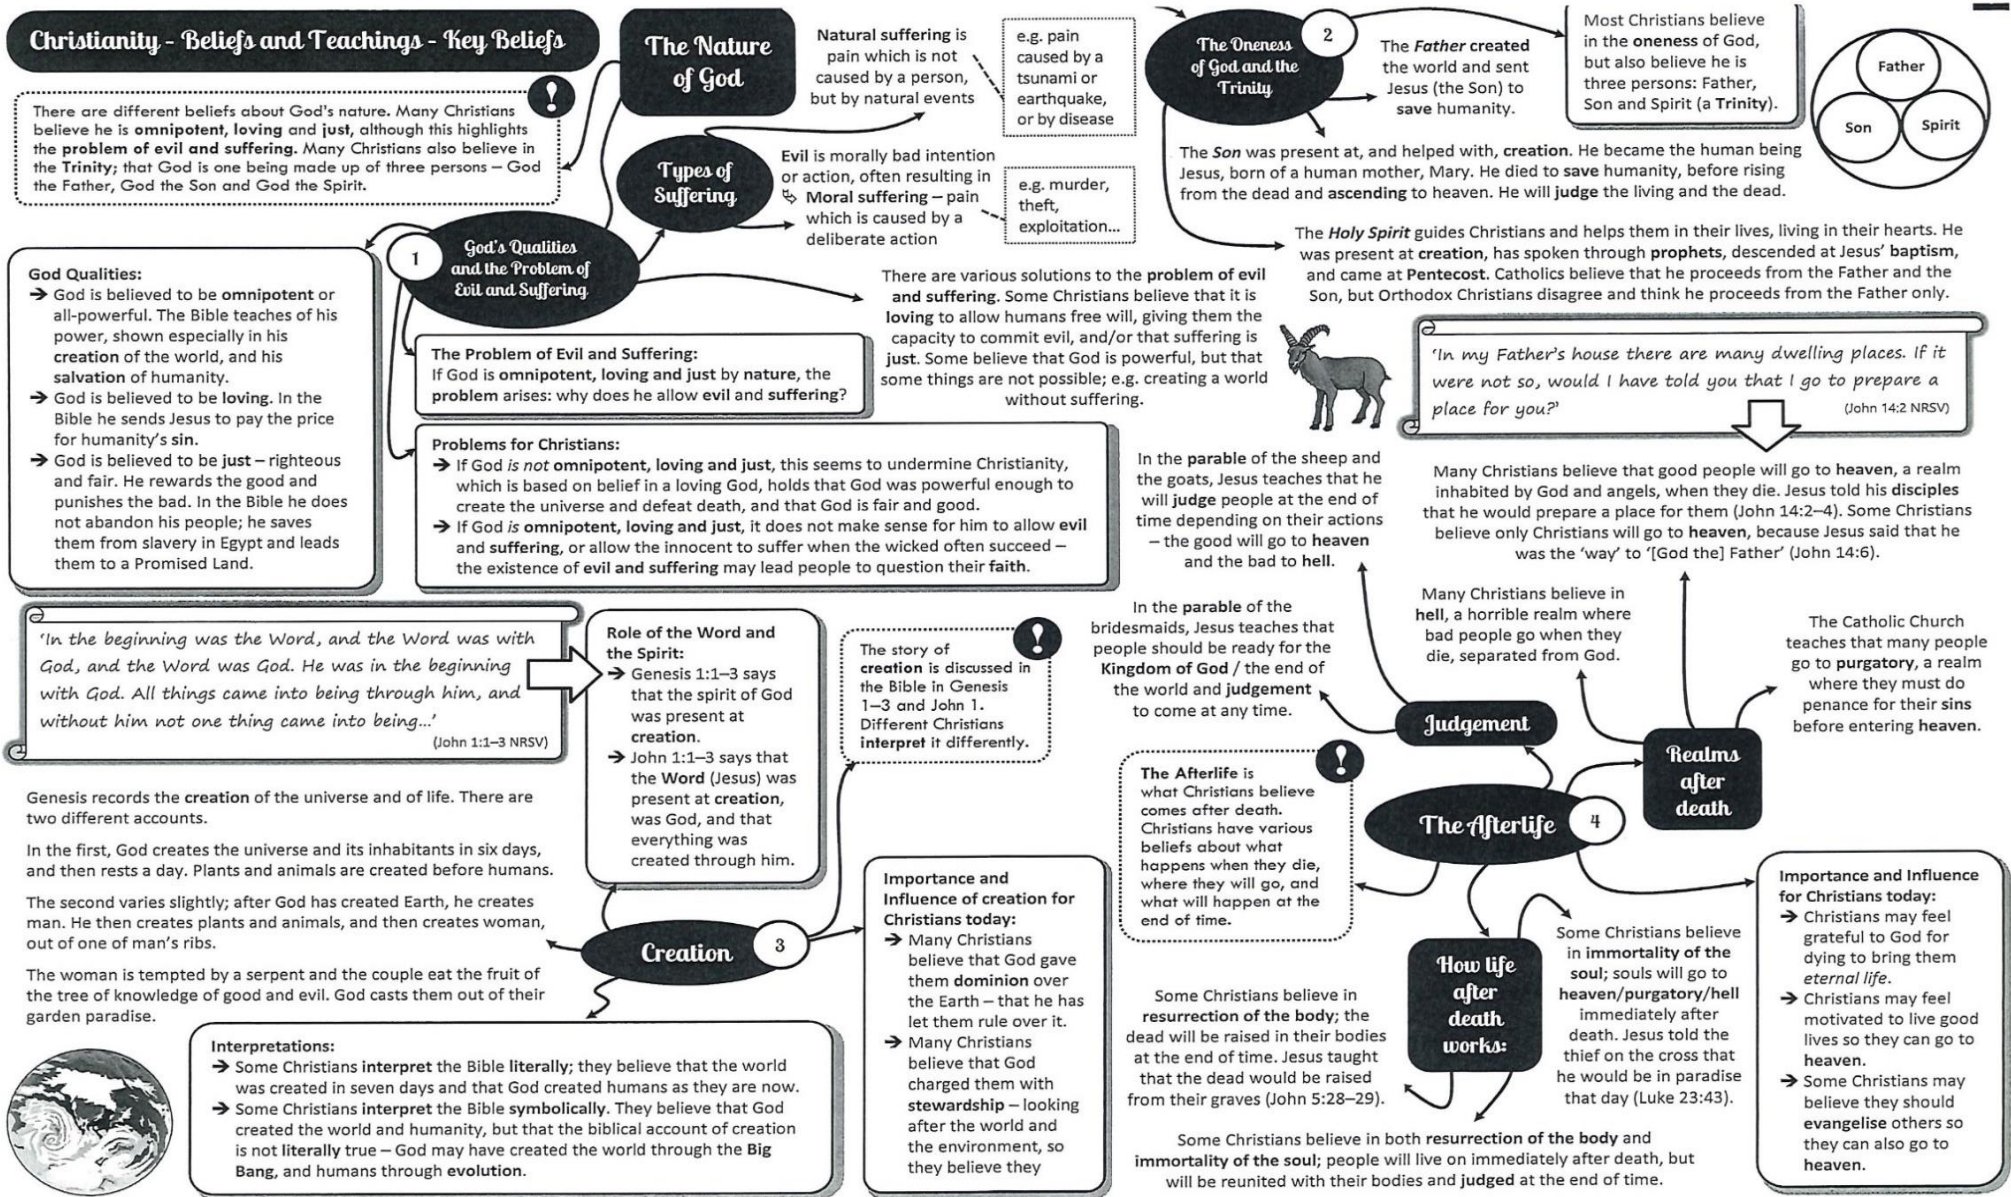 Christianity – Beliefs and Teachings – Key Beliefs
The Nature
of God
There are different beliefs about God's nature. Many Christians
believe he is omnipotent, loving and just, although this highlights
the problem of evil and suffering. Many Christians also believe in
the Trinity; that God is one being made up of three persons – God
the Father, God the Son and God the Spirit.
!
1
God's Qualities
and the Problem of
Evil and Suffering
Types of
Suffering
Natural suffering is
pain which is not
caused by a person,
but by natural events
e.g. pain
caused by a
tsunami or
earthquake,
or by disease
Evil is morally bad intention
or action, often resulting in
Moral suffering – pain
which is caused by a
deliberate action
e.g. murder,
theft,
exploitation...
God Qualities:
➔ God is believed to be omnipotent or
all-powerful. The Bible teaches of his
power, shown especially in his
creation of the world, and his
salvation of humanity.
➔ God is believed to be loving. In the
Bible he sends Jesus to pay the price
for humanity's sin.
➔ God is believed to be just – righteous
and fair. He rewards the good and
punishes the bad. In the Bible he does
not abandon his people; he saves
them from slavery in Egypt and leads
them to a Promised Land.
The Problem of Evil and Suffering:
If God is omnipotent, loving and just by nature, the
problem arises: why does he allow evil and suffering?
There are various solutions to the problem of evil
and suffering. Some Christians believe that it is
loving to allow humans free will, giving them the
capacity to commit evil, and/or that suffering is
just. Some believe that God is powerful, but that
some things are not possible; e.g. creating a world
without suffering.
Problems for Christians:
➔ If God is not omnipotent, loving and just, this seems to undermine Christianity,
which is based on belief in a loving God, holds that God was powerful enough to
create the universe and defeat death, and that God is fair and good.
➔ If God is omnipotent, loving and just, it does not make sense for him to allow evil
and suffering, or allow the innocent to suffer when the wicked often succeed –
the existence of evil and suffering may lead people to question their faith.
The Oneness
of God and the
Trinity
2
The Father created
the world and sent
Jesus (the Son) to
save humanity.
Most Christians believe
in the oneness of God,
but also believe he is
three persons: Father,
Son and Spirit (a Trinity).
Father
Son
Spirit
The Son was present at, and helped with, creation. He became the human being
Jesus, born of a human mother, Mary. He died to save humanity, before rising
from the dead and ascending to heaven. He will judge the living and the dead.
The Holy Spirit guides Christians and helps them in their lives, living in their hearts. He
was present at creation, has spoken through prophets, descended at Jesus' baptism,
and came at Pentecost. Catholics believe that he proceeds from the Father and the
Son, but Orthodox Christians disagree and think he proceeds from the Father only.
'In my Father's house there are many dwelling places. If it
were not so, would I have told you that I go to prepare a
place for you?'
(John 14:2 NRSV)
In the parable of the sheep and
the goats, Jesus teaches that he
will judge people at the end of
time depending on their actions
– the good will go to heaven
and the bad to hell.
Many Christians believe that good people will go to heaven, a realm
inhabited by God and angels, when they die. Jesus told his disciples
that he would prepare a place for them (John 14:2–4). Some Christians
believe only Christians will go to heaven, because Jesus said that he
was the 'way' to '[God the] Father' (John 14:6).
In the parable of the
bridesmaids, Jesus teaches that
people should be ready for the
Kingdom of God / the end of
the world and judgement
to come at any time.
Many Christians believe in
hell, a horrible realm where
bad people go when they
die, separated from God.
The Catholic Church
teaches that many people
go to purgatory, a realm
where they must do
penance for their sins
before entering heaven.
Judgement
Realms
after
death
The Afterlife
4
The Afterlife is
what Christians believe
comes after death.
Christians have various
beliefs about what
happens when they die,
where they will go, and
what will happen at the
end of time.
!
How life
after
death
works:
Some Christians believe in
resurrection of the body; the
dead will be raised in their bodies
at the end of time. Jesus taught
that the dead would be raised
from their graves (John 5:28–29).
Some Christians believe
in immortality of the
soul; souls will go to
heaven/purgatory/hell
immediately after
death. Jesus told the
thief on the cross that
he would be in paradise
that day (Luke 23:43).
Some Christians believe in both resurrection of the body and
immortality of the soul; people will live on immediately after death, but
will be reunited with their bodies and judged at the end of time.
Importance and Influence
for Christians today:
➔ Christians may feel
grateful to God for
dying to bring them
eternal life.
➔ Christians may feel
motivated to live good
lives so they can go to
heaven.
➔ Some Christians may
believe they should
evangelise others so
they can also go to
heaven.
'In the beginning was the Word, and the Word was with
God, and the Word was God. He was in the beginning
with God. All things came into being through him, and
without him not one thing came into being...'
(John 1:1–3 NRSV)
Role of the Word and
the Spirit:
➔ Genesis 1:1–3 says
that the spirit of God
was present at
creation.
➔ John 1:1–3 says that
the Word (Jesus) was
present at creation,
was God, and that
everything was
created through him.
The story of
creation is discussed in
the Bible in Genesis
1–3 and John 1.
Different Christians
interpret it differently.
!
Genesis records the creation of the universe and of life. There are
two different accounts.
In the first, God creates the universe and its inhabitants in six days,
and then rests a day. Plants and animals are created before humans.
The second varies slightly; after God has created Earth, he creates
man. He then creates plants and animals, and then creates woman,
out of one of man's ribs.
The woman is tempted by a serpent and the couple eat the fruit of
the tree of knowledge of good and evil. God casts them out of their
garden paradise.
Creation
3
Importance and
Influence of creation for
Christians today:
➔ Many Christians
believe that God gave
them dominion over
the Earth – that he has
let them rule over it.
➔ Many Christians
believe that God
charged them with
stewardship – looking
after the world and
the environment, so
they believe they
Interpretations:
➔ Some Christians interpret the Bible literally; they believe that the world
was created in seven days and that God created humans as they are now.
➔ Some Christians interpret the Bible symbolically. They believe that God
created the world and humanity, but that the biblical account of creation
is not literally true – God may have created the world through the Big
Bang, and humans through evolution.